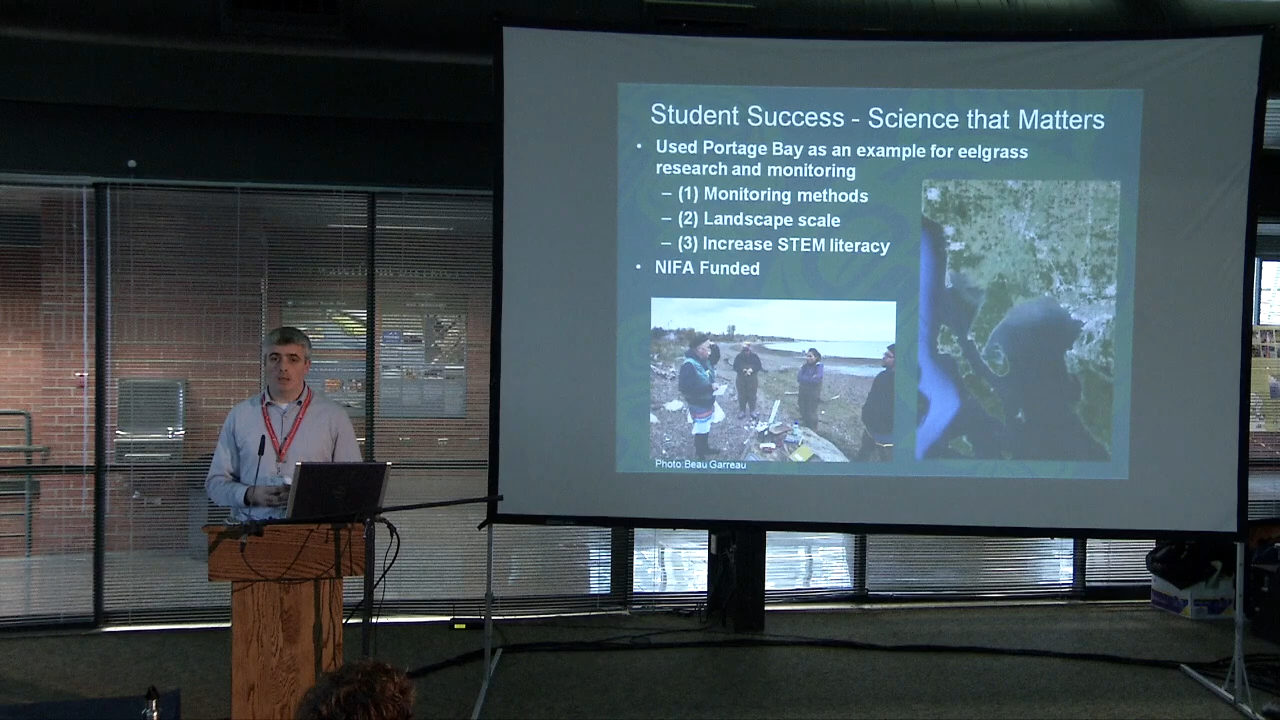 Student Success - Science that Matters
• Used Portage Bay as an example for eelgrass
research and monitoring
– (1) Monitoring methods
– (2) Landscape scale
– (3) Increase STEM literacy
• NIFA Funded
Photo:Beau Garreau